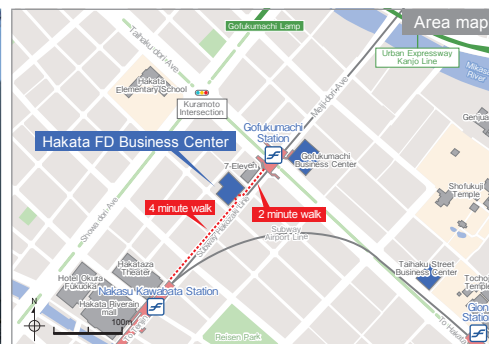 Area map
Gofukumachi Lamp
Taihaku-dori Ave
Urban Expressway
Kanjo Line
Hakata
Elementary School
Kuramoto
Intersection
Meiji-dori Ave
Gofukumachi
Station
Hakata FD Business Center
Gofukumachi
Business Center
7-Eleven
Shofukuji
Temple
4 minute walk
2 minute walk
Subway Hakozaki Line
Showa-dori Ave
Subway
Airport Line
Hakataza
Theater
Taihaku Street
Business Center
Hotel Okura
Fukuoka
Nakasu Kawabata Station
Hakata Riverain
mall
N
100m
Reisen Park
To Hakata